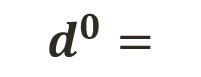 d⁰ =